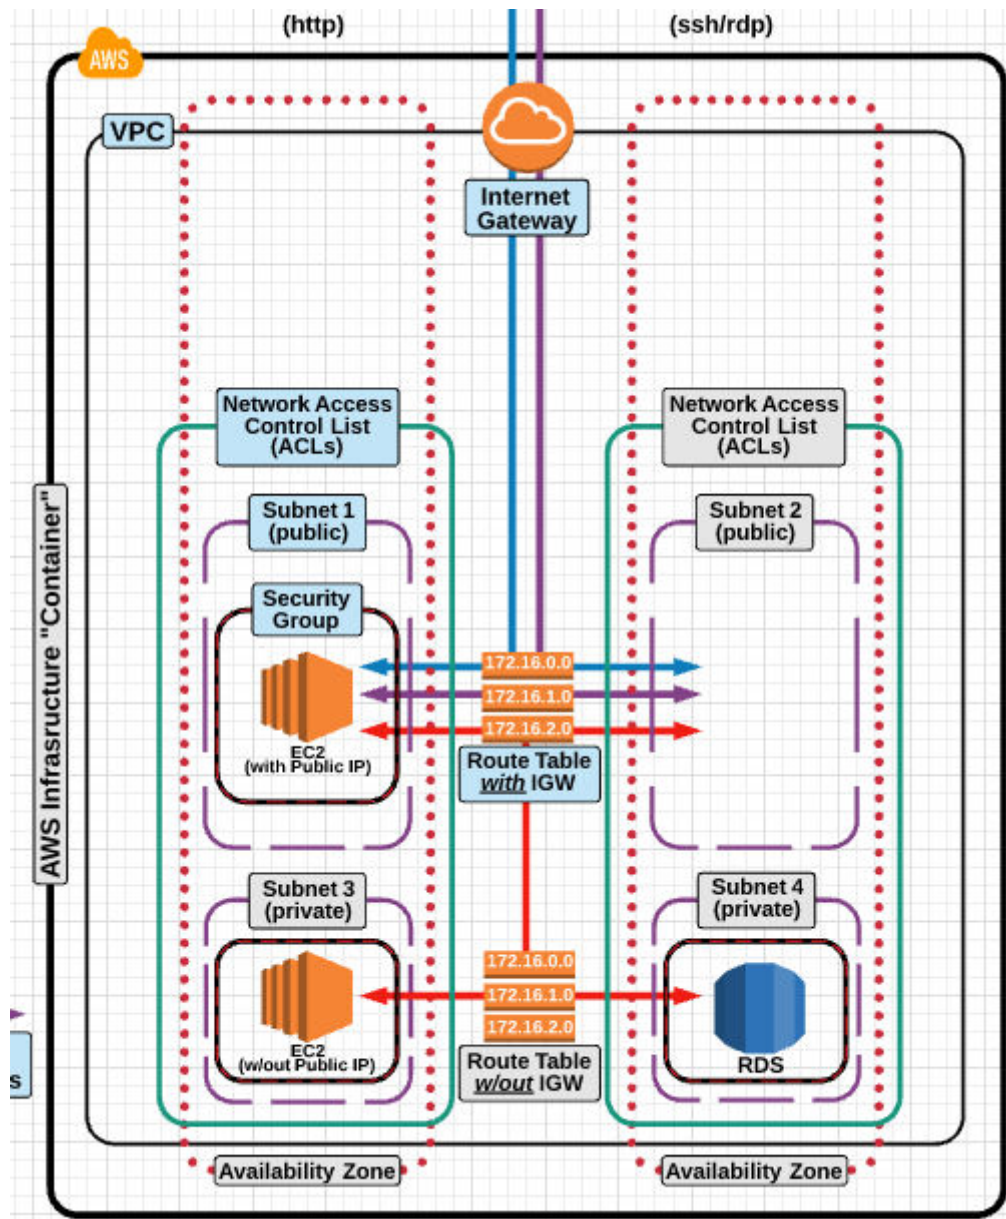 (http)
(ssh/rdp)
AWS
VPC
Internet
Gateway
Network Access
Control List
(ACLs)
Network Access
Control List
(ACLs)
AWS Infrasructure "Container"
Subnet 1
(public)
Subnet 2
(public)
Security
Group
172.16.0.0
172.16.1.0
172.16.2.0
EC2
(with Public IP)
Route Table
with IGW
Subnet 3
(private)
Subnet 4
(private)
172.16.0.0
172.16.1.0
172.16.2.0
EC2
(w/out Public IP)
RDS
Route Table
w/out IGW
s
Availability Zone
Availability Zone